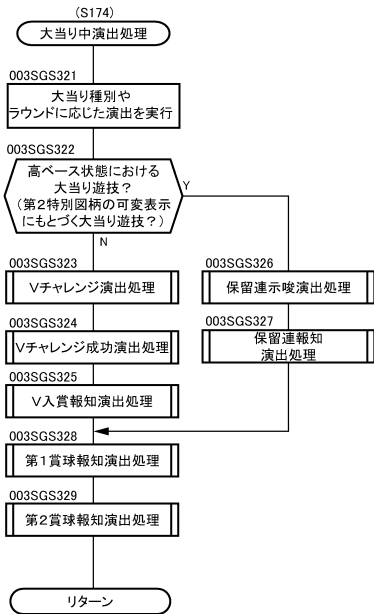 (S174)
大当り中演出処理
003SGS321
大当り種別や
ラウンドに応じた演出を実行
003SGS322
高ベース状態における
大当り遊技?
(第2特別図柄の可変表示
にもとづく大当り遊技?)
Y
N
003SGS323
Vチャレンジ演出処理
003SGS324
Vチャレンジ成功演出処理
003SGS325
V入賞報知演出処理
003SGS326
保留連示唆演出処理
003SGS327
保留連報知
演出処理
003SGS328
第1賞球報知演出処理
003SGS329
第2賞球報知演出処理
リターン